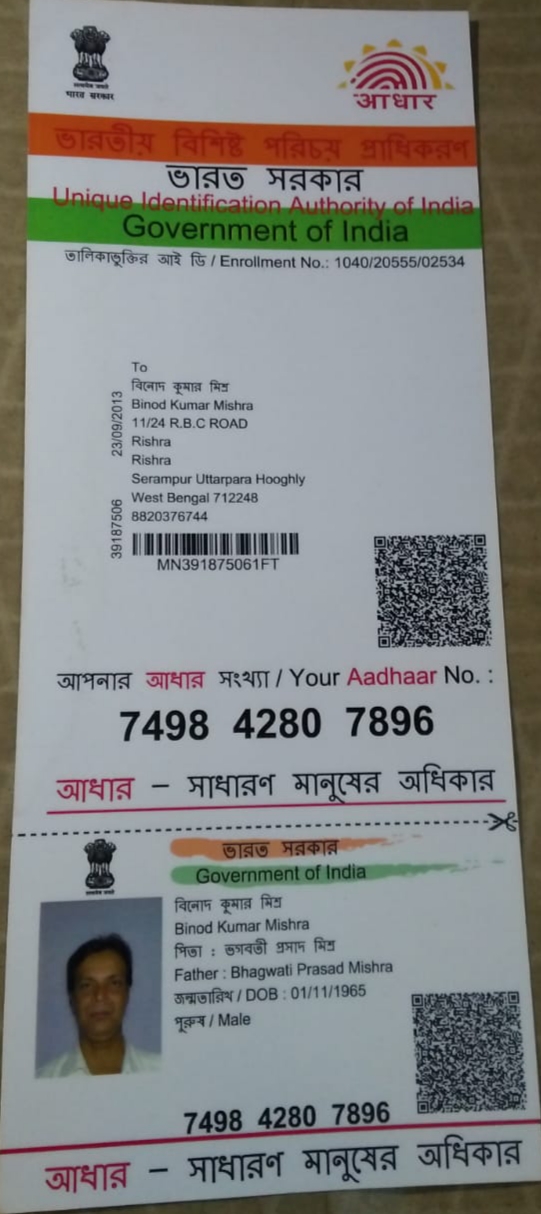 भारत सरकार
आधार
ভারতীয় বিশিষ্ট পরিচয় প্রাধিকরণ
ভারত সরকার
Unique Identification Authority of India
Government of India
তালিকাভুক্তির আই ডি / Enrollment No.: 1040/20555/02534
To
বিনোদ কুমার মিশ্র
Binod Kumar Mishra
11/24 R.B.C ROAD
Rishra
Rishra
Serampur Uttarpara Hooghly
West Bengal 712248
8820376744
23/09/2013
39187506
MN391875061FT
আপনার আধার সংখ্যা / Your Aadhaar No. :
7498 4280 7896
আধার – সাধারণ মানুষের অধিকার
ভারত সরকার
Government of India
বিনোদ কুমার মিশ্র
Binod Kumar Mishra
পিতা : ভগবতী প্রসাদ মিশ্র
Father : Bhagwati Prasad Mishra
জন্মতারিখ / DOB : 01/11/1965
পুরুষ / Male
7498 4280 7896
আধার – সাধারণ মানুষের অধিকার